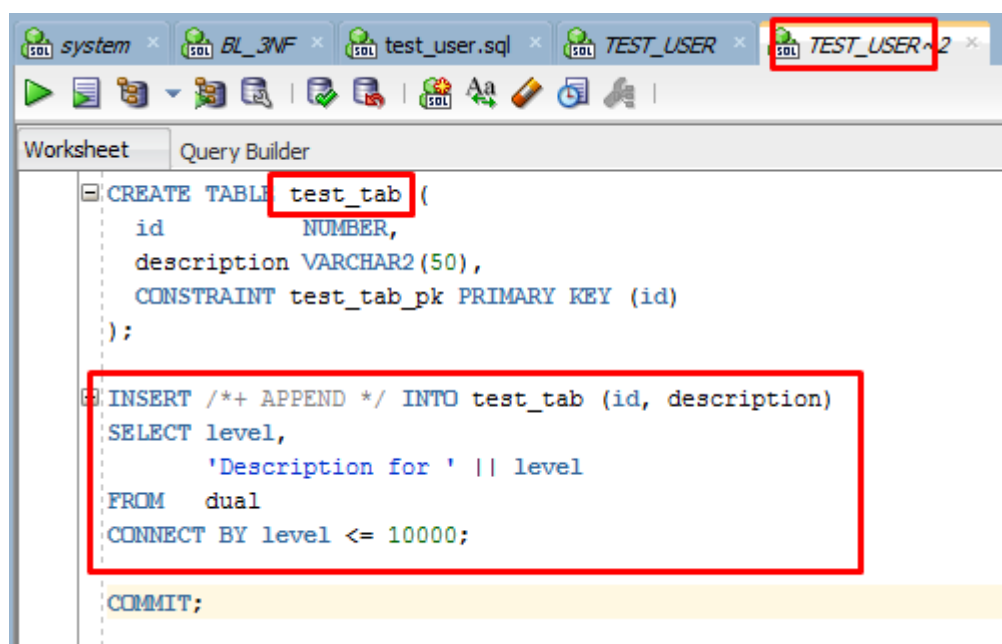 system BL_3NF test_user.sql TEST_USER TEST_USER~2
Worksheet Query Builder
CREATE TABLE test_tab (
id NUMBER,
description VARCHAR2(50),
CONSTRAINT test_tab_pk PRIMARY KEY (id)
);
INSERT /*+ APPEND */ INTO test_tab (id, description)
SELECT level,
'Description for ' || level
FROM dual
CONNECT BY level <= 10000;
COMMIT;